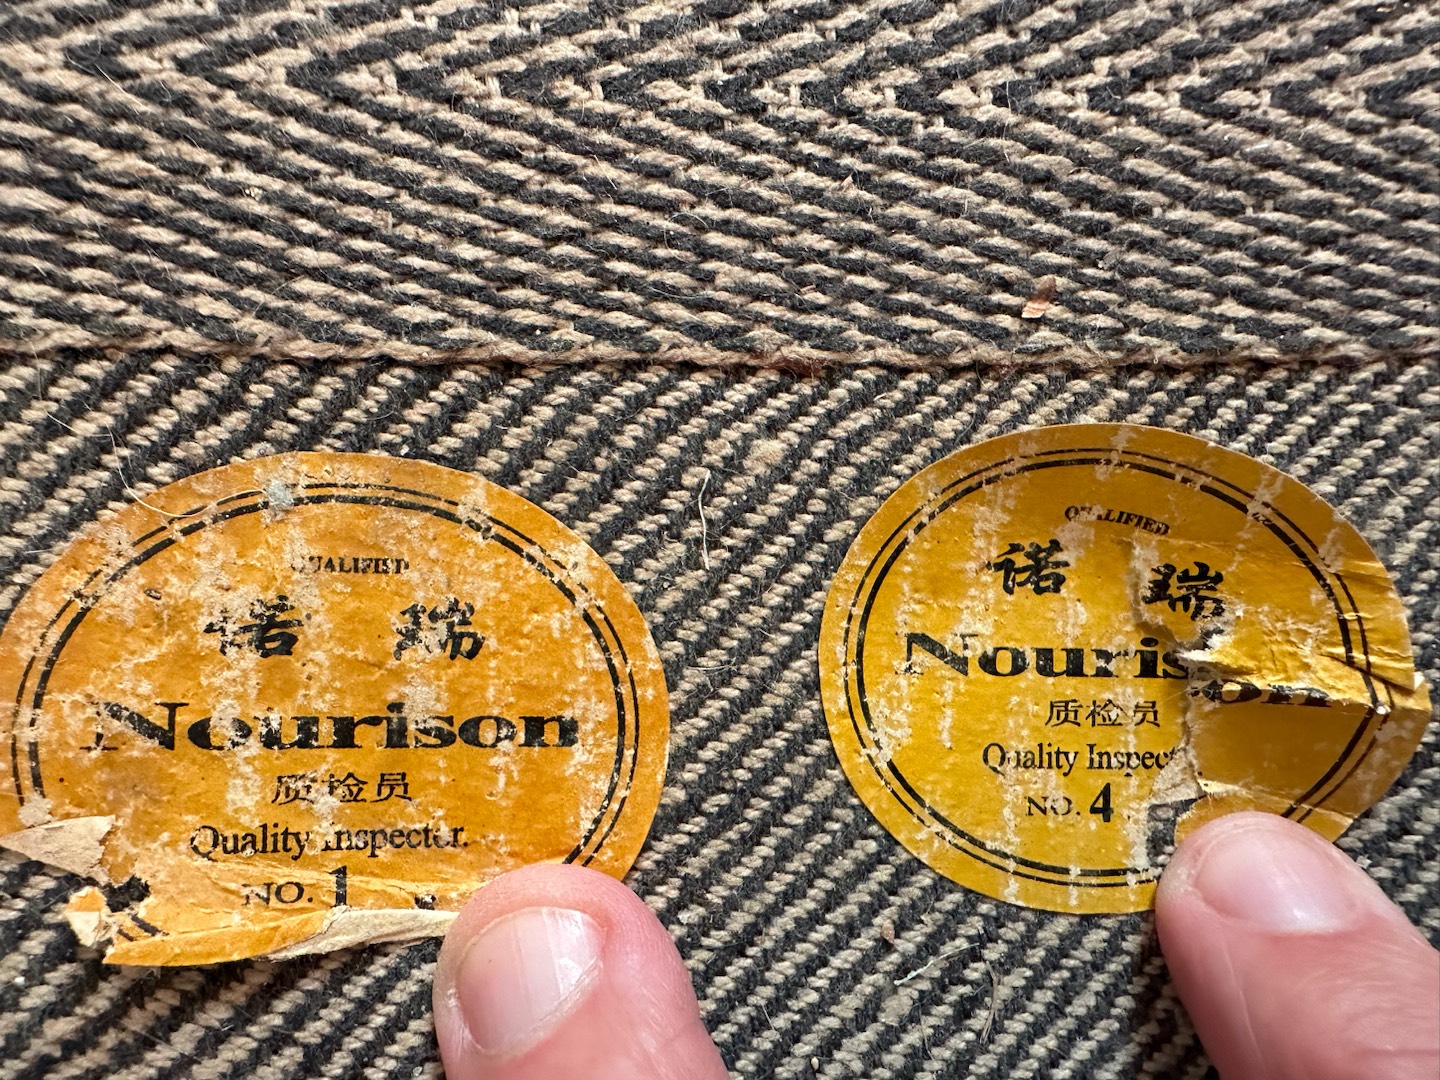 QUALIFIED
诺瑞
Nourison
质检员
Quality Inspector.
NO. 1
QUALIFIED
诺瑞
Nourison
质检员
Quality Inspect
NO. 4